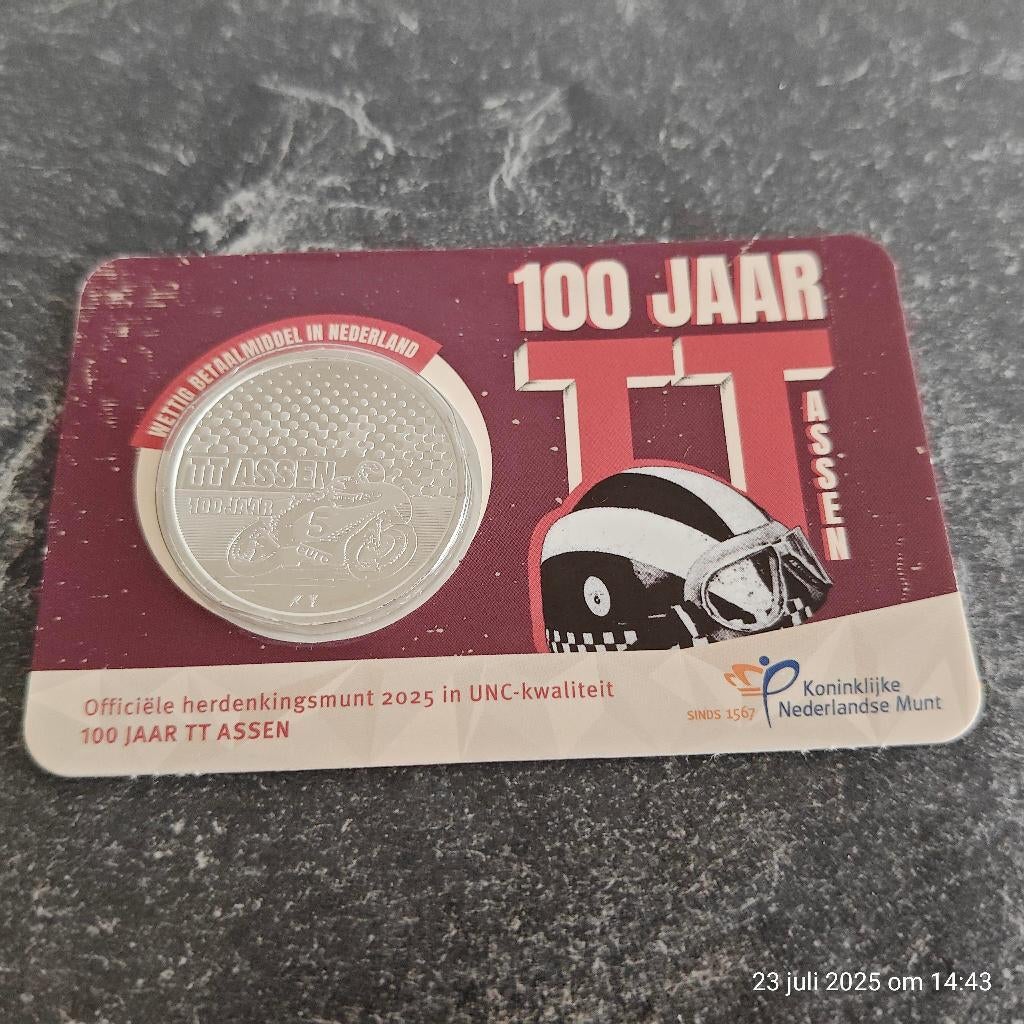 100 JAAR
TT
ASSEN
WETTIG BETAALMIDDEL IN NEDERLAND
TT ASSEN
100 JAAR
5
EURO
Officiële herdenkingsmunt 2025 in UNC-kwaliteit
100 JAAR TT ASSEN
SINDS 1567
Koninklijke
Nederlandse Munt
23 juli 2025 om 14:43